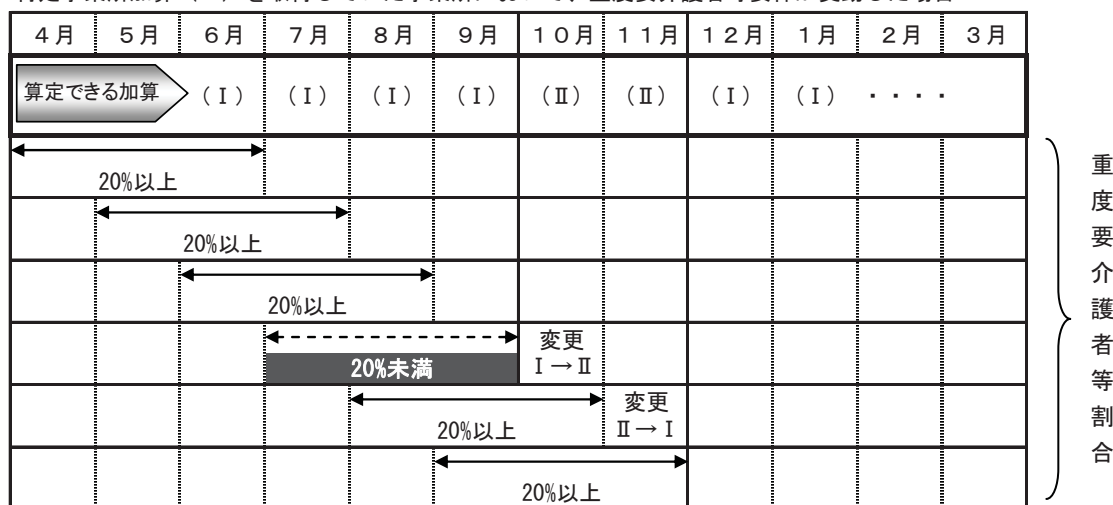 4月 5月 6月 7月 8月 9月 10月 11月 12月 1月 2月 3月
算定できる加算 (Ⅰ) (Ⅰ) (Ⅰ) (Ⅰ) (Ⅱ) (Ⅱ) (Ⅰ) (Ⅰ) ・・・・
20%以上
20%以上
20%以上
変更
20%未満 Ⅰ→Ⅱ
変更
20%以上 Ⅱ→Ⅰ
20%以上
重度要介護者等割合